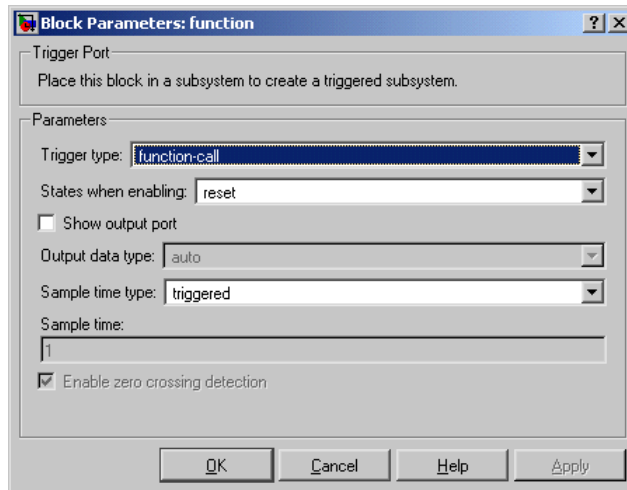 Block Parameters: function
Trigger Port
Place this block in a subsystem to create a triggered subsystem.
Parameters
Trigger type: function-call
States when enabling: reset
Show output port
Output data type: auto
Sample time type: triggered
Sample time:
1
Enable zero crossing detection
OK Cancel Help Apply